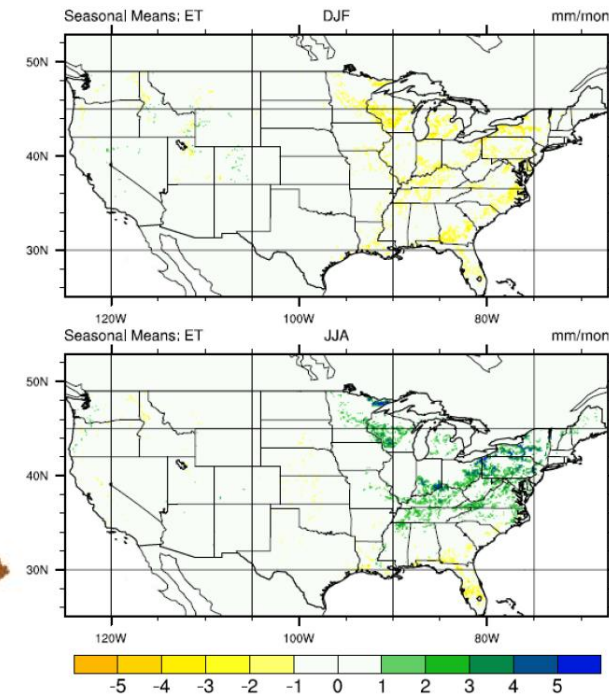 Seasonal Means: ET DJF mm/mon
50N
40N
30N
120W 100W 80W
Seasonal Means: ET JJA mm/mon
50N
40N
30N
120W 100W 80W
-5 -4 -3 -2 -1 0 1 2 3 4 5